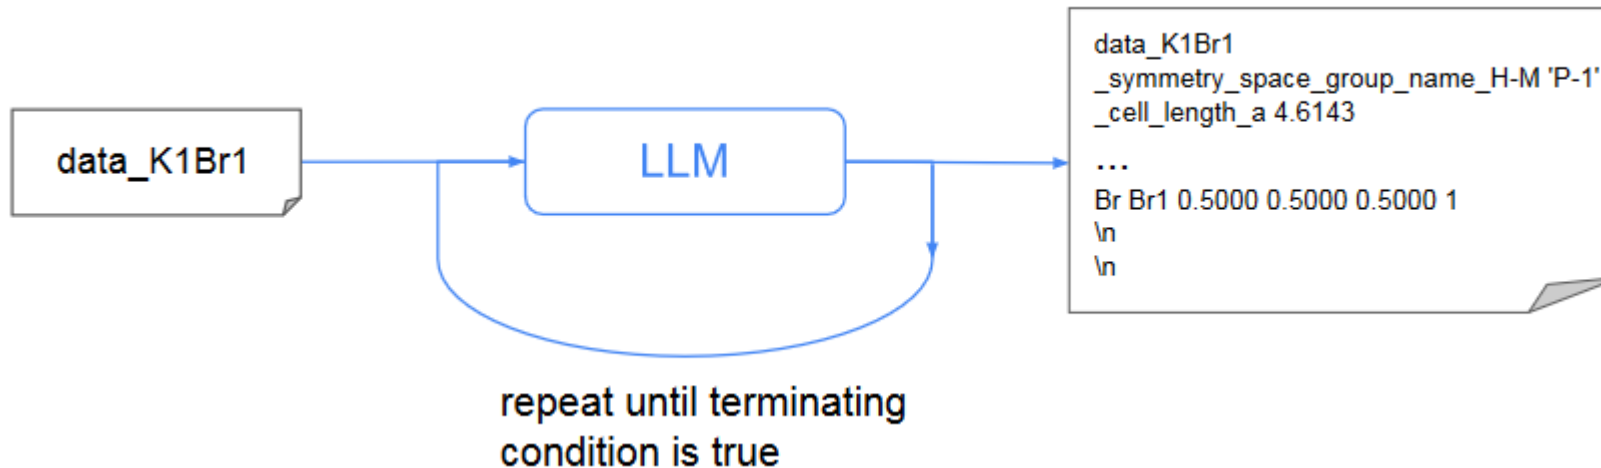 data_K1Br1
LLM
repeat until terminating
condition is true
data_K1Br1
_symmetry_space_group_name_H-M 'P-1'
_cell_length_a 4.6143
...
Br Br1 0.5000 0.5000 0.5000 1
\n
\n